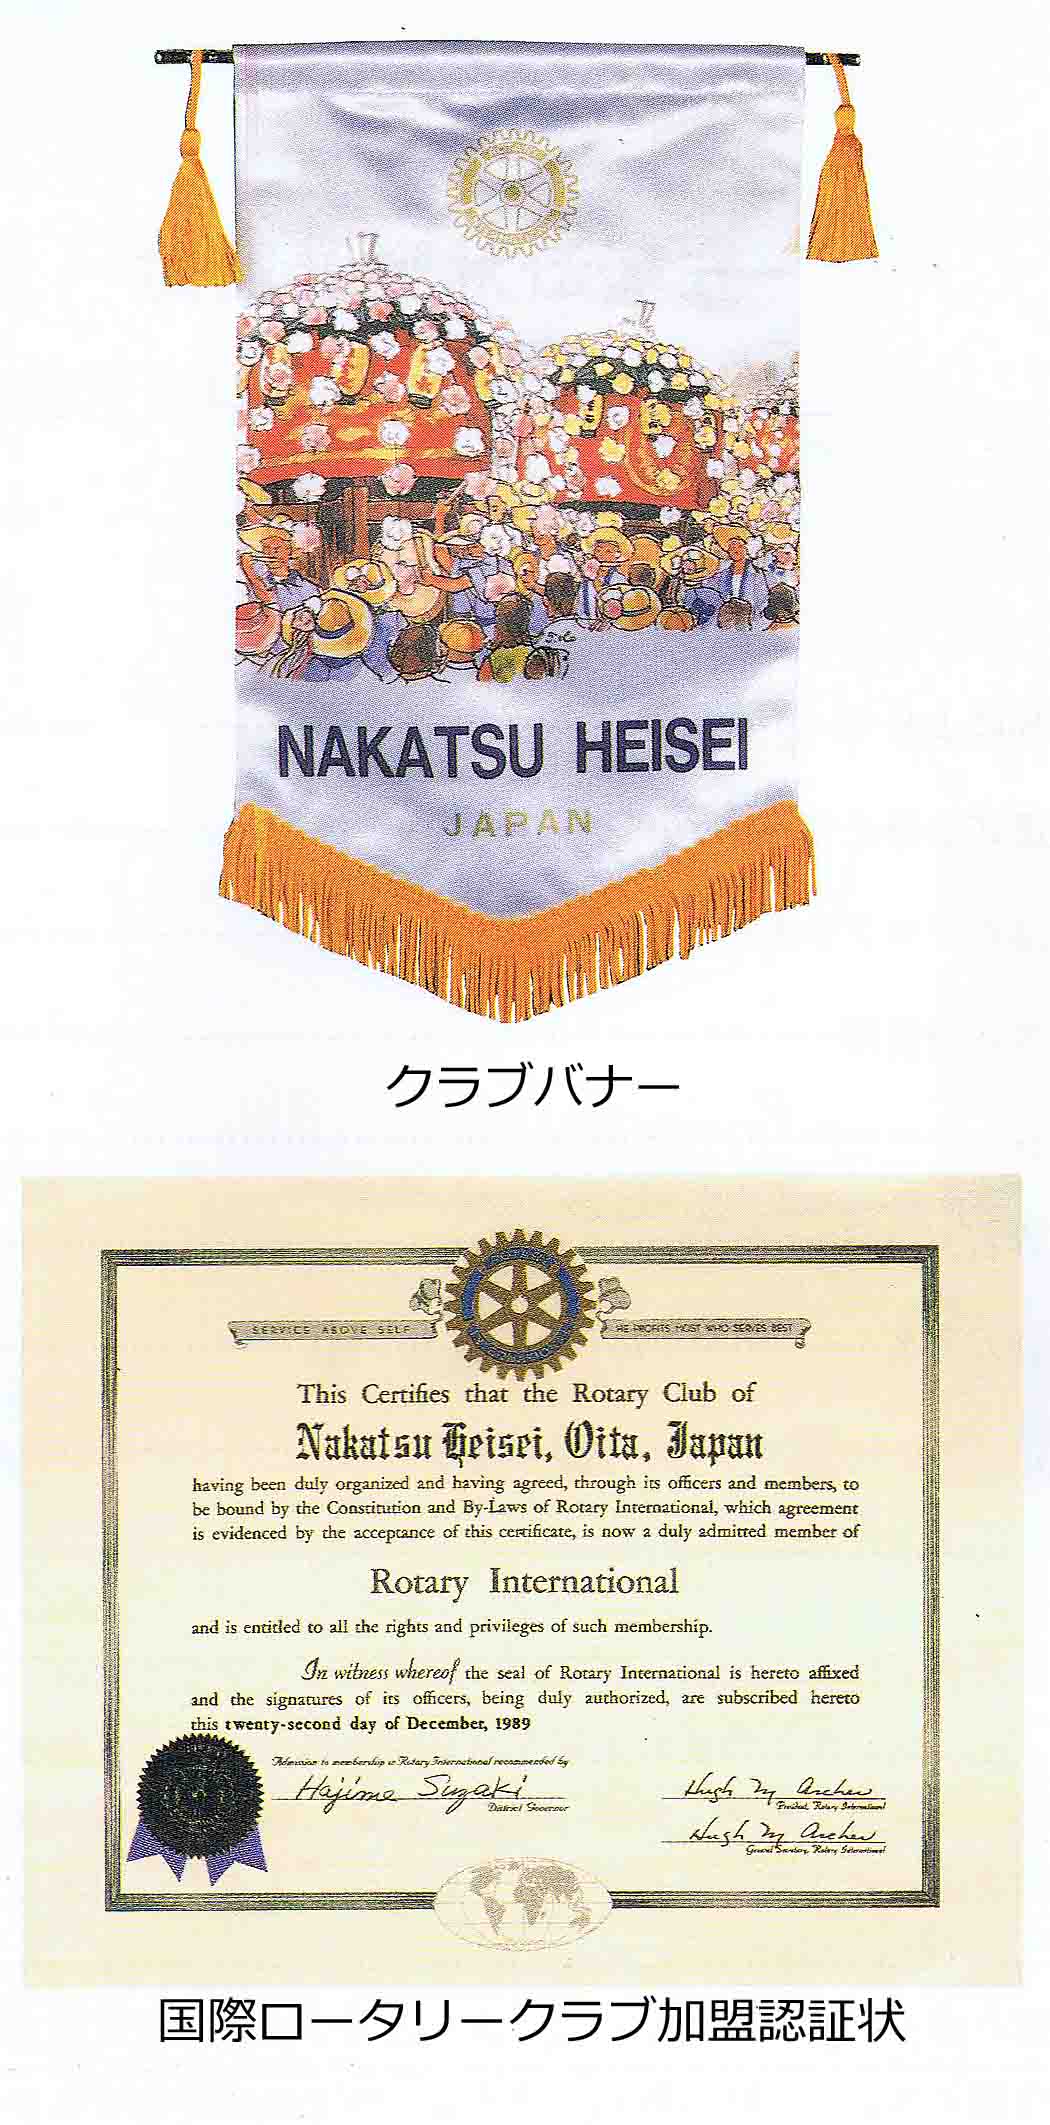 NAKATSU HEISEI
JAPAN
クラブバナー
SERVICE ABOVE SELF
HE PROFITS MOST WHO SERVES BEST
This Certifies that the Rotary Club of
Nakatsu Heisei, Oita, Japan
having been duly organized and having agreed, through its officers and members, to
be bound by the Constitution and By-Laws of Rotary International, which agreement
is evidenced by the acceptance of this certificate, is now a duly admitted member of
Rotary International
and is entitled to all the rights and privileges of such membership.
In witness whereof the seal of Rotary International is hereto affixed
and the signatures of its officers, being duly authorized, are subscribed hereto
this twenty-second day of December, 1989
Admission to membership in Rotary International recommended by
Hajime Suzaki
District Governor
Hugh M Archer
President, Rotary International
Hugh M Archer
General Secretary, Rotary International
国際ロータリークラブ加盟認証状